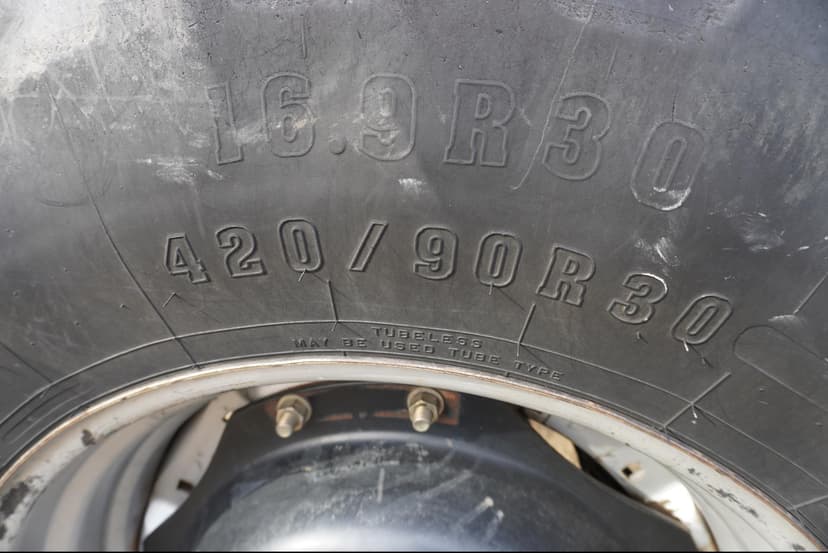 16.9R30
420/90R30
TUBELESS
MAY BE USED TUBE TYPE